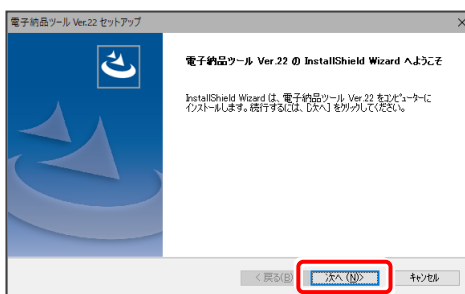 電子納品ツール Ver.22 セットアップ
電子納品ツール Ver.22 の InstallShield Wizard へようこそ
InstallShield Wizard は、電子納品ツール Ver.22 をコンピューターに
インストールします。続行するには、[次へ] をクリックしてください。
< 戻る(B)
次へ(N)>
キャンセル